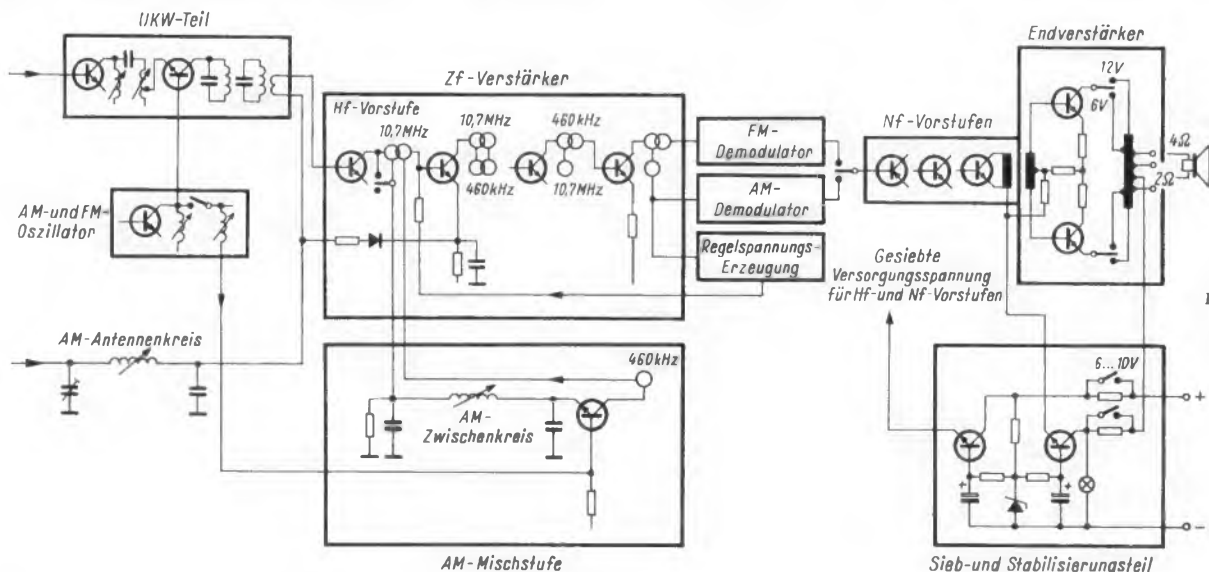 UKW-Teil
Endverstärker
Zf-Verstärker
12V
6V
Hf-Vorstufe
10,7MHz
10,7MHz
460kHz
460kHz
10,7MHz
FM-
Demodulator
Nf-Vorstufen
4Ω
2Ω
AM-und FM-
Oszillator
AM-
Demodulator
Regelspannungs-
Erzeugung
Gesiebte
Versorgungsspannung
für Hf-und Nf-Vorstufen
AM-Antennenkreis
460kHz
AM-
Zwischenkreis
6...10V
+
+
+
−
AM-Mischstufe
Sieb-und Stabilisierungsteil